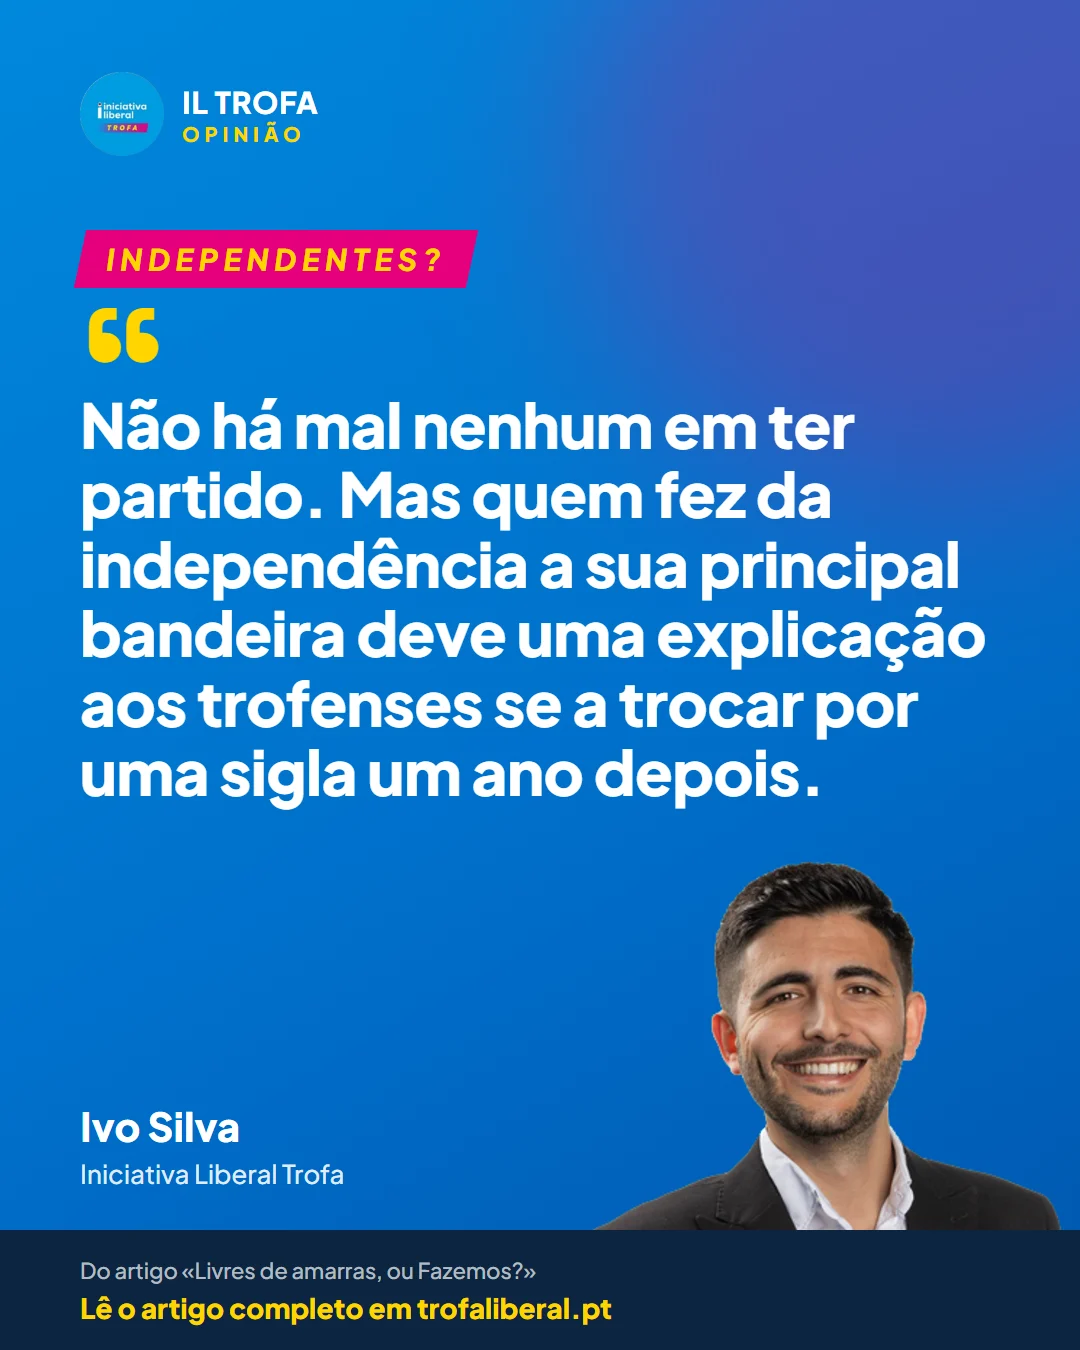 iniciativa
liberal
TROFA
IL TROFA
OPINIÃO
INDEPENDENTES?
“
Não há mal nenhum em ter
partido. Mas quem fez da
independência a sua principal
bandeira deve uma explicação
aos trofenses se a trocar por
uma sigla um ano depois.
Ivo Silva
Iniciativa Liberal Trofa
Do artigo «Livres de amarras, ou Fazemos?»
Lê o artigo completo em trofaliberal.pt